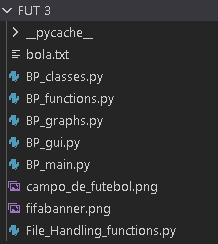 FUT 3
__pycache__
bola.txt
BP_classes.py
BP_functions.py
BP_graphs.py
BP_gui.py
BP_main.py
campo_de_futebol.png
fifabanner.png
File_Handling_functions.py